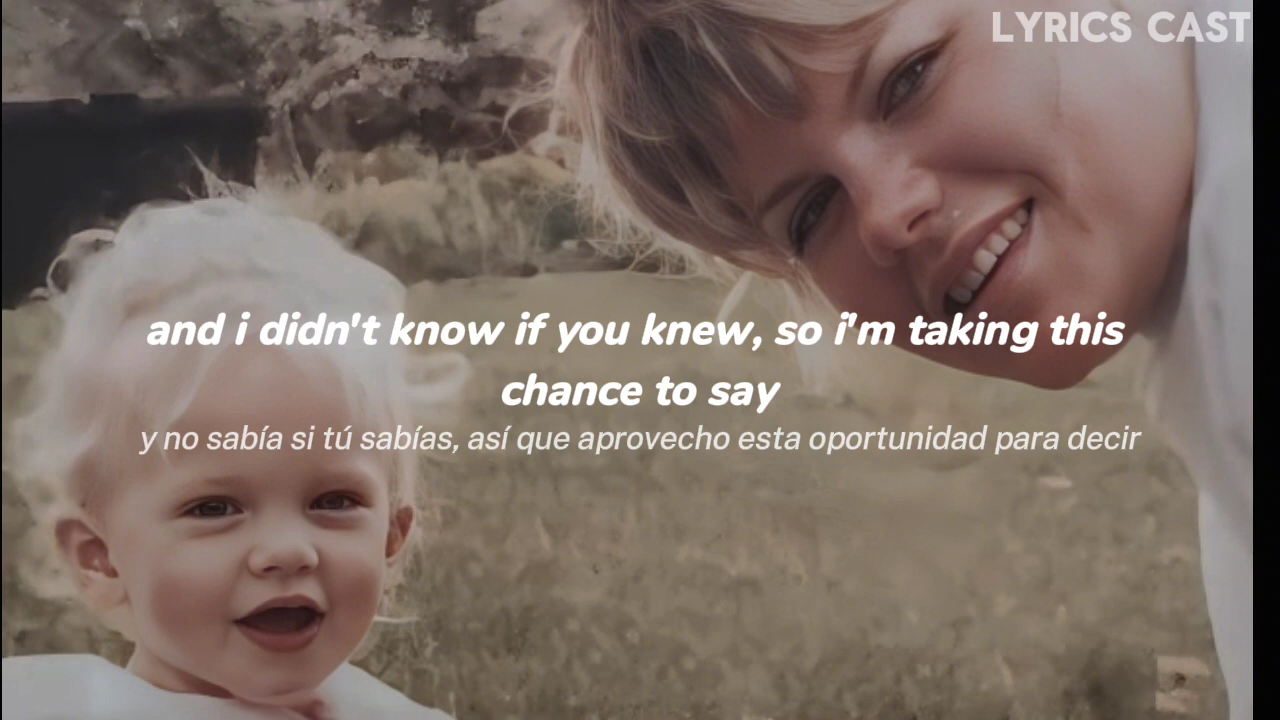 LYRICS CAST
and i didn't know if you knew, so i'm taking this
chance to say
y no sabía si tú sabías, así que aprovecho esta oportunidad para decir